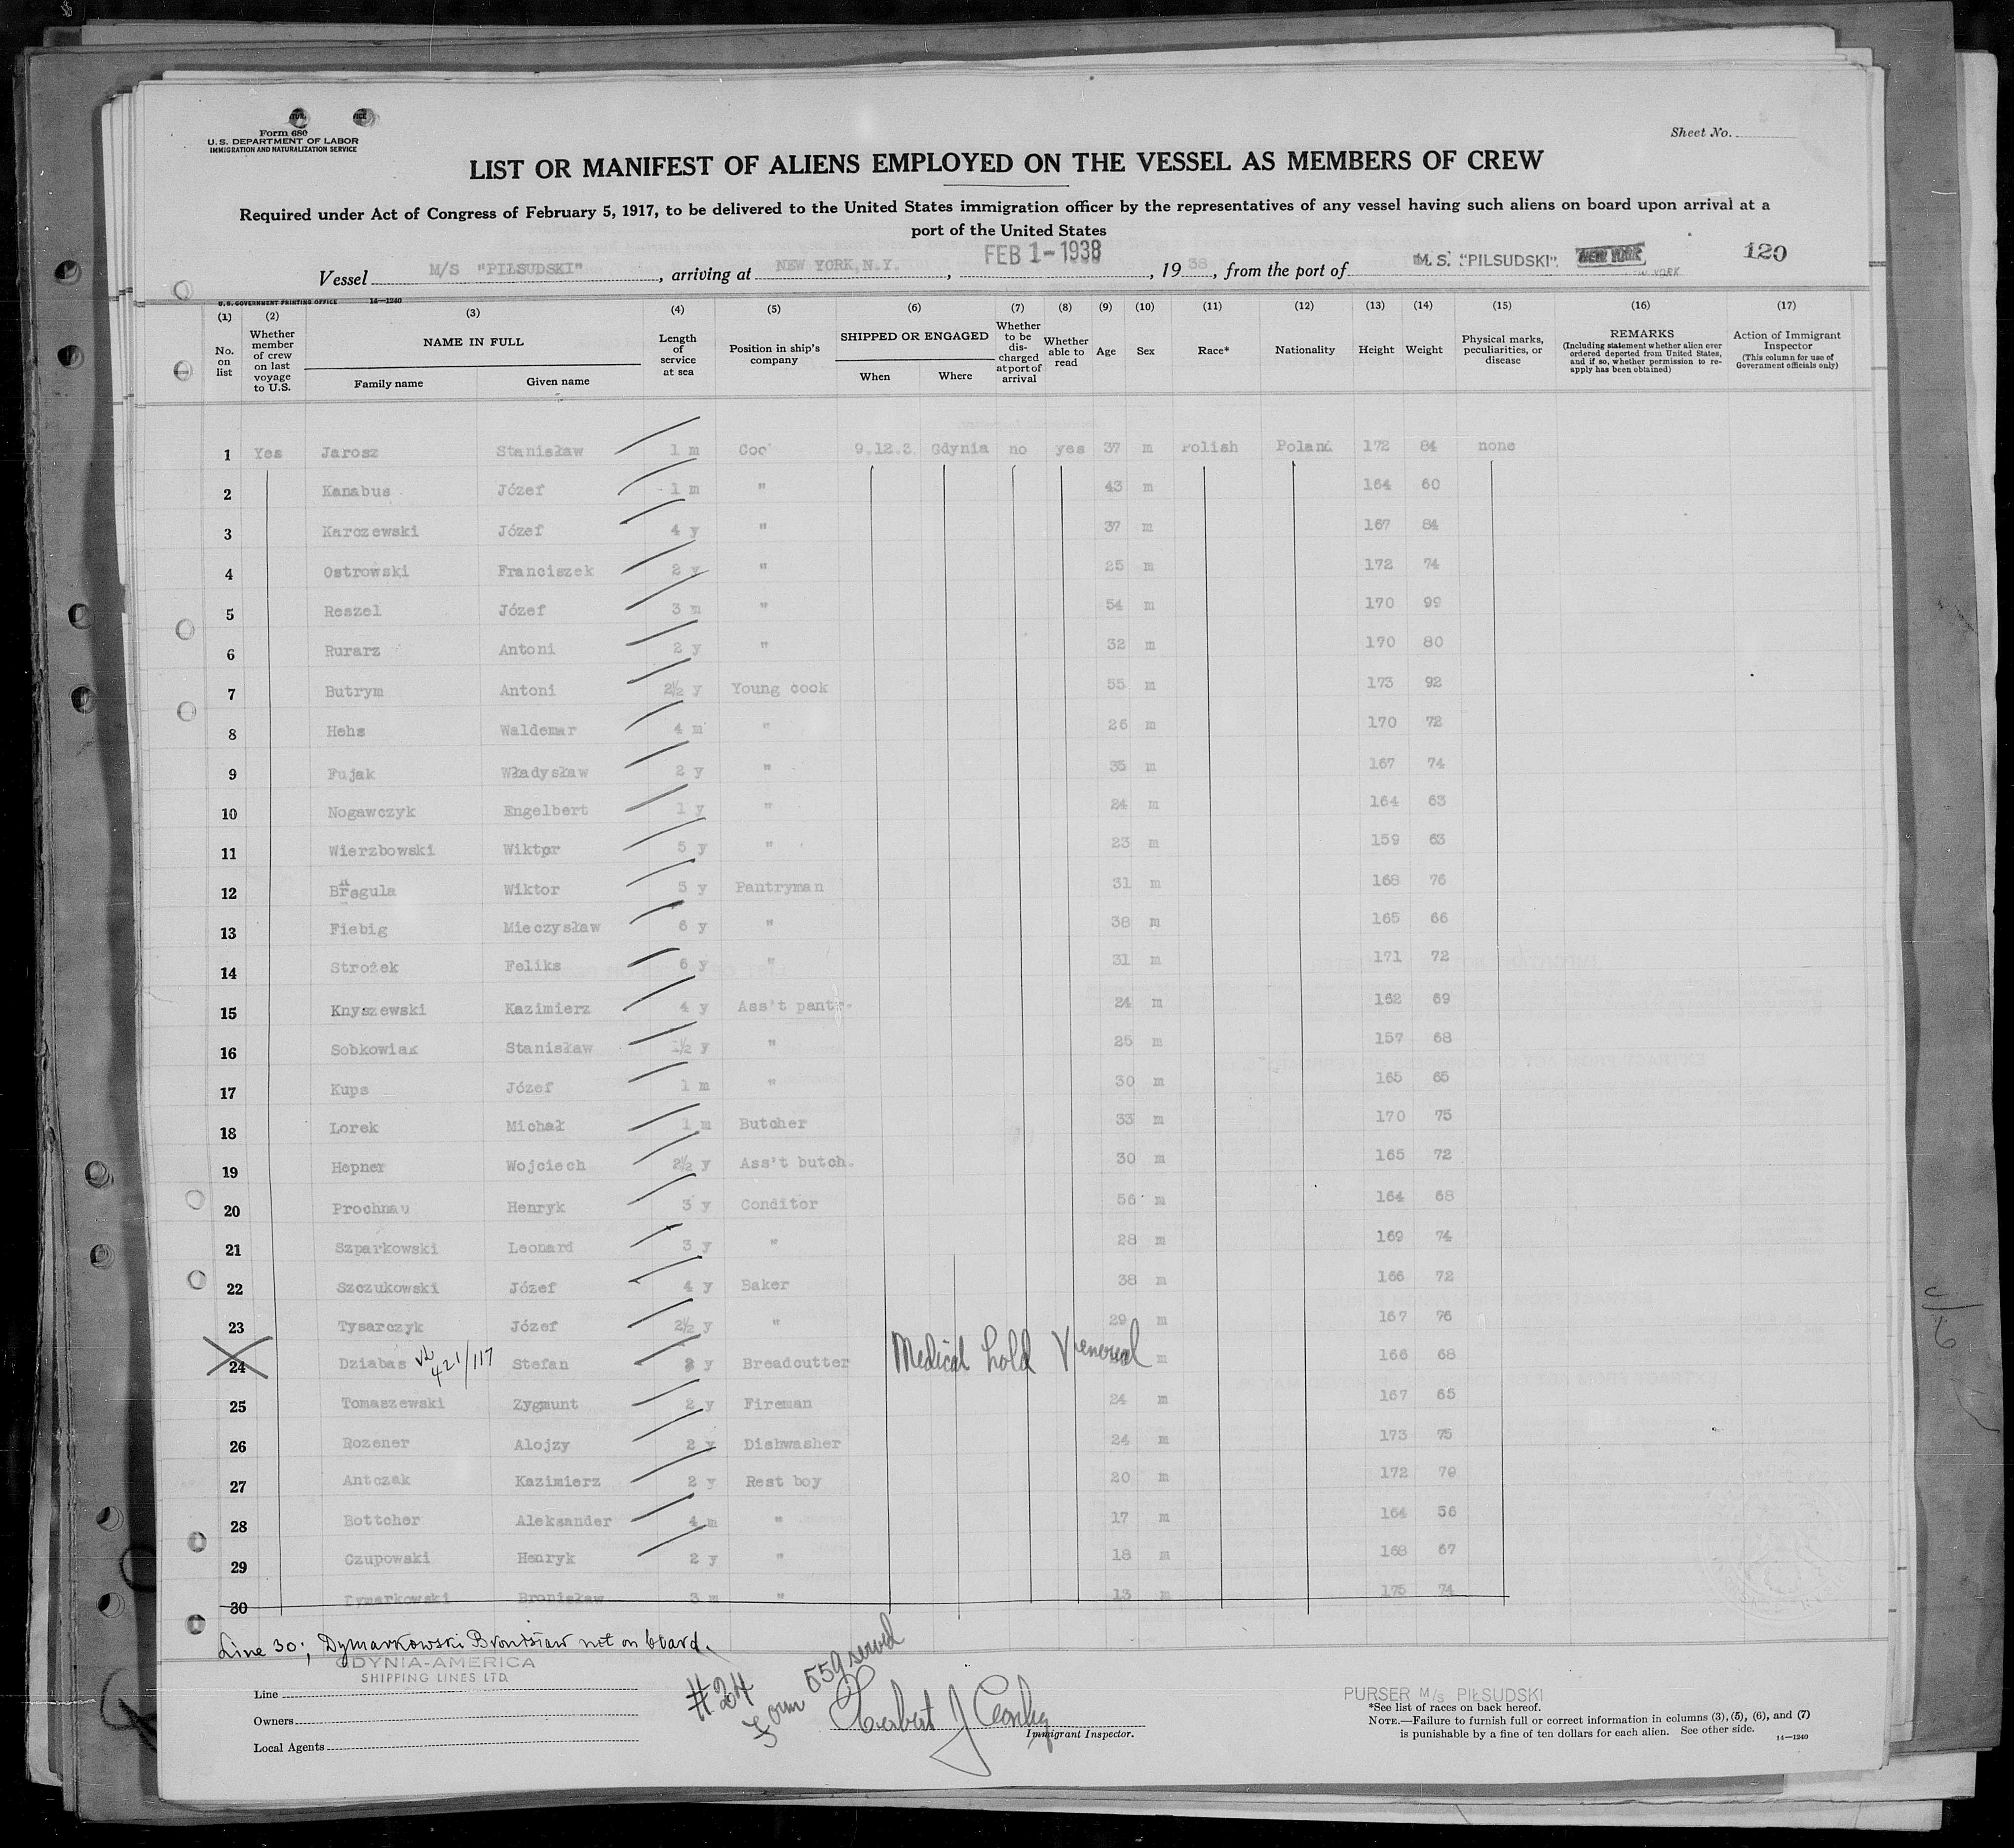 Form 680
U.S. DEPARTMENT OF LABOR
IMMIGRATION AND NATURALIZATION SERVICE
Sheet No.
LIST OR MANIFEST OF ALIENS EMPLOYED ON THE VESSEL AS MEMBERS OF CREW
Required under Act of Congress of February 5, 1917, to be delivered to the United States immigration officer by the representatives of any vessel having such aliens on board upon arrival at a
port of the United States
Vessel M/S "PIŁSUDSKI", arriving at NEW YORK, N.Y., FEB 1-1938, 1938, from the port of M.S. "PILSUDSKI". NEW YORK 120
U.S. GOVERNMENT PRINTING OFFICE 14—1240
(1) No. on list
(2) Whether member of crew on last voyage to U.S.
(3) NAME IN FULL Family name Given name
(4) Length of service at sea
(5) Position in ship's company
(6) SHIPPED OR ENGAGED When Where
(7) Whether to be discharged at port of arrival
(8) Whether able to read
(9) Age
(10) Sex
(11) Race*
(12) Nationality
(13) Height
(14) Weight
(15) Physical marks, peculiarities, or disease
(16) REMARKS (Including statement whether alien ever ordered deported from United States, and if so, whether permission to re-apply has been obtained)
(17) Action of Immigrant Inspector (This column for use of Government officials only)
1 Yes Jarosz Stanisław 1 m Gdynia no yes 37 m Polish Poland 172 84 none
2 Kanabus Józef 1 m " 43 m 164 60
3 Karczewski Józef 4 y " 37 m 167 84
4 Ostrowski Franciszek 2 y " 25 m 172 74
5 Reszel Józef 3 m " 54 m 170 99
6 Rurarz Antoni 2 y " 32 m 170 80
7 Butrym Antoni 2½ y Young cook 55 m 173 92
8 Hehs Waldemar 4 m " 26 m 170 72
9 Fujak Władysław 2 y " 35 m 167 74
10 Nogawczyk Engelbert 1 y " 24 m 164 63
11 Wierzbowski Wiktor 5 y " 23 m 159 63
12 Bregula Wiktor 5 y Pantryman 31 m 168 76
13 Fiebig Mieczysław 6 y " 38 m 165 66
14 Strożek Feliks 6 y " 31 m 171 72
15 Knyszewski Kazimierz 4 y Ass't pantr. 24 m 162 69
16 Sobkowiak Stanisław ½ y " 25 m 157 68
17 Kups Józef 1 m " 30 m 165 65
18 Lorek Michał 1 m Butcher 33 m 170 75
19 Hepner Wojciech 2½ y Ass't butch. 30 m 165 72
20 Prochnau Henryk 3 y Conditor 56 m 164 68
21 Szparkowski Leonard 3 y " 28 m 169 74
22 Szczukowski Józef 4 y Baker 38 m 166 72
23 Tysarczyk Józef 2½ y " 29 m 167 76
24 Dziabas 421/117 Stefan y Breadcutter Medical hold Venereal m 166 68
25 Tomaszewski Zygmunt 2 y Fireman 24 m 167 65
26 Rozener Alojzy 2 y Dishwasher 24 m 173 75
27 Antczak Kazimierz 2 y Rest boy 20 m 172 70
28 Bottcher Aleksander 4 m " 17 m 164 56
29 Czupowski Henryk 2 y " 18 m 168 67
30 Dymarkowski Bronisław 3 m " 13 m 175 74
Line 30; Dymarkowski Bronisław not on board.
GDYNIA-AMERICA
SHIPPING LINES LTD.
Line
Owners
Local Agents
#24
Form 559 served
Herbert J
Immigrant Inspector.
PURSER M/S PIŁSUDSKI
*See list of races on back hereof.
NOTE.—Failure to furnish full or correct information in columns (3), (5), (6), and (7)
is punishable by a fine of ten dollars for each alien. See other side.
14—1240